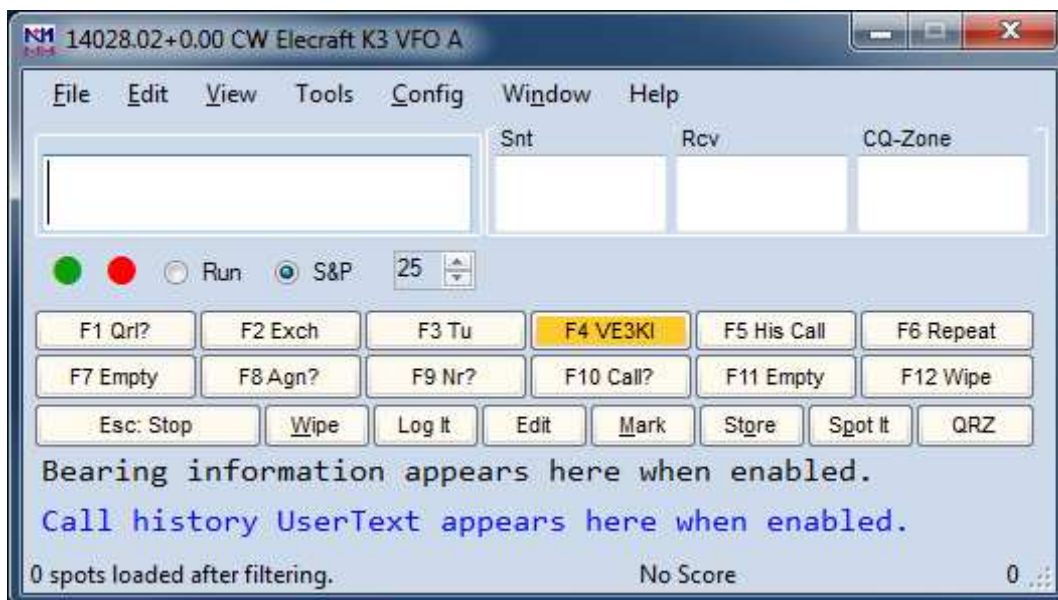 N1MM 14028.02+0.00 CW Elecraft K3 VFO A
File Edit View Tools Config Window Help
Snt Rcv CQ-Zone
Run S&P 25
F1 Qrl? F2 Exch F3 Tu F4 VE3KI F5 His Call F6 Repeat
F7 Empty F8 Agn? F9 Nr? F10 Call? F11 Empty F12 Wipe
Esc: Stop Wipe Log It Edit Mark Store Spot It QRZ
Bearing information appears here when enabled.
Call history UserText appears here when enabled.
0 spots loaded after filtering. No Score 0